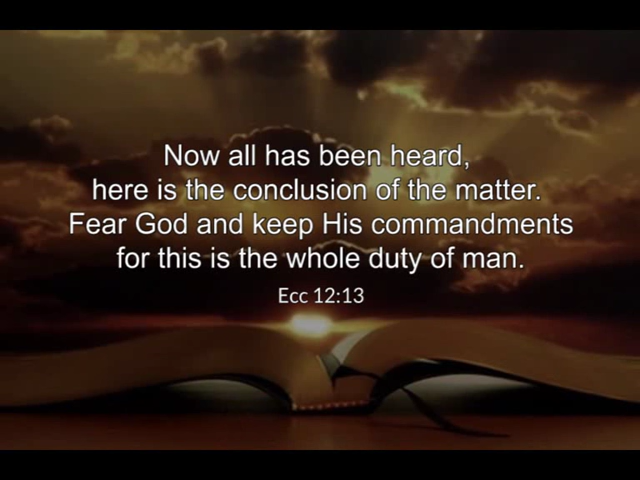 Now all has been heard,
here is the conclusion of the matter.
Fear God and keep His commandments
for this is the whole duty of man.
Ecc 12:13